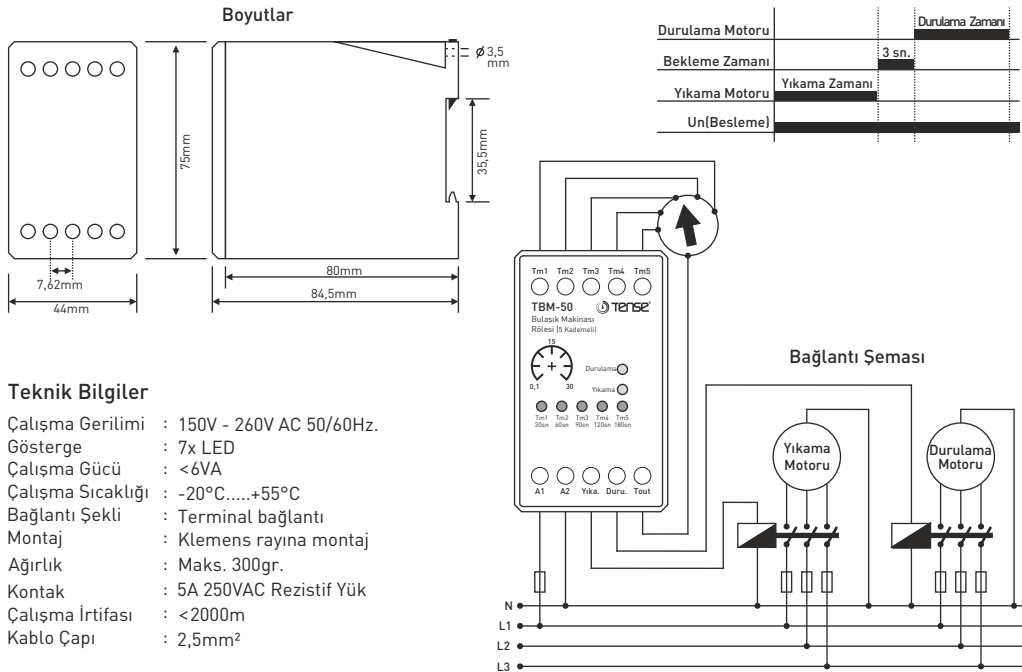 Boyutlar
75mm
ϕ 3,5 mm
35,5mm
7,62mm
44mm
80mm
84,5mm
Durulama Motoru
Durulama Zamanı
Bekleme Zamanı
3 sn.
Yıkama Motoru
Yıkama Zamanı
Un(Besleme)
Tm1 Tm2 Tm3 Tm4 Tm5
TBM-50 TENSE
Bulaşık Makinası
Rölesi (5 Kademeli)
15
0,1 30
Durulama
Yıkama
Tm1 Tm2 Tm3 Tm4 Tm5
30sn 60sn 90sn 120sn 180sn
A1 A2 Yıka. Duru. Tout
Bağlantı Şeması
Yıkama
Motoru
Durulama
Motoru
N
L1
L2
L3
Teknik Bilgiler
Çalışma Gerilimi : 150V - 260V AC 50/60Hz.
Gösterge : 7x LED
Çalışma Gücü : <6VA
Çalışma Sıcaklığı : -20°C.....+55°C
Bağlantı Şekli : Terminal bağlantı
Montaj : Klemens rayına montaj
Ağırlık : Maks. 300gr.
Kontak : 5A 250VAC Rezistif Yük
Çalışma İrtifası : <2000m
Kablo Çapı : 2,5mm²